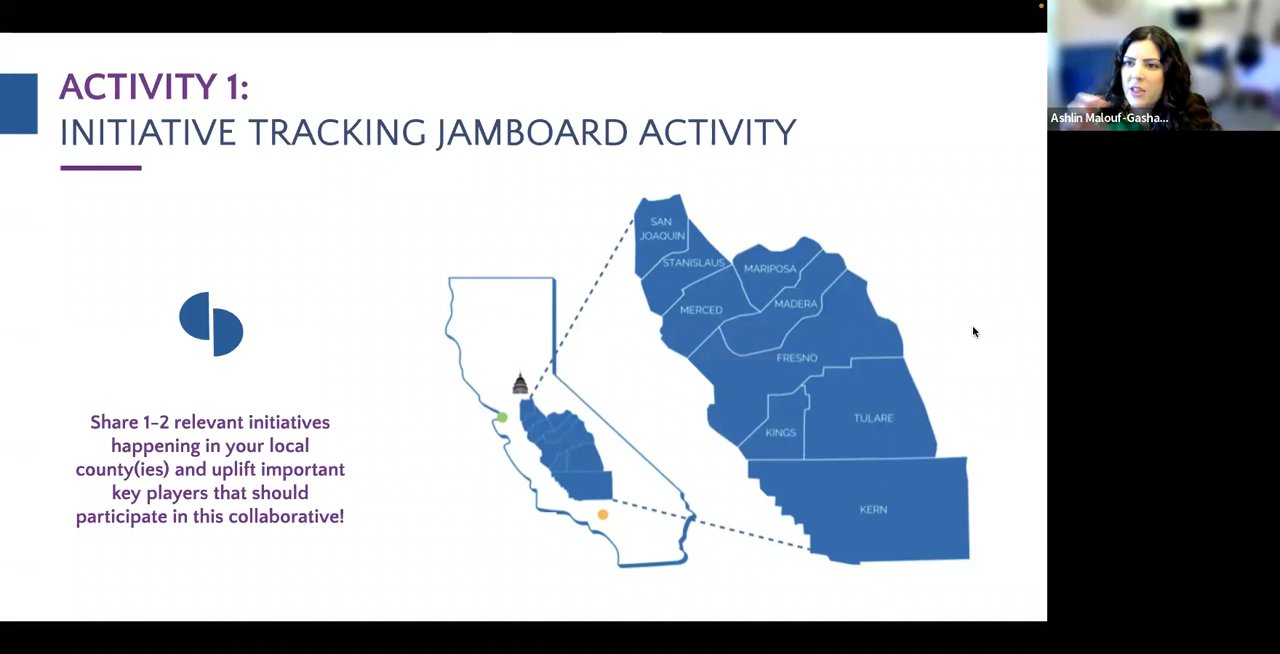 ACTIVITY 1:
INITIATIVE TRACKING JAMBOARD ACTIVITY
Share 1-2 relevant initiatives
happening in your local
county(ies) and uplift important
key players that should
participate in this collaborative!
SAN
JOAQUIN
STANISLAUS
MARIPOSA
MERCED
MADERA
FRESNO
KINGS
TULARE
KERN
Ashlin Malouf-Gasha...